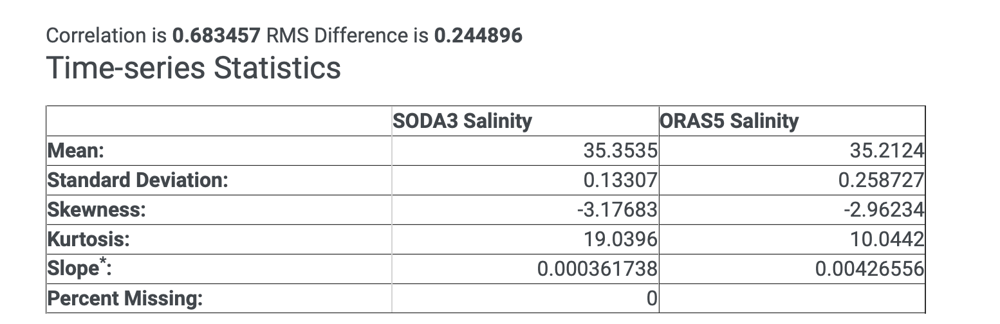 Correlation is 0.683457 RMS Difference is 0.244896
Time-series Statistics
SODA3 Salinity ORAS5 Salinity
Mean: 35.3535 35.2124
Standard Deviation: 0.13307 0.258727
Skewness: -3.17683 -2.96234
Kurtosis: 19.0396 10.0442
Slope*: 0.000361738 0.00426556
Percent Missing: 0